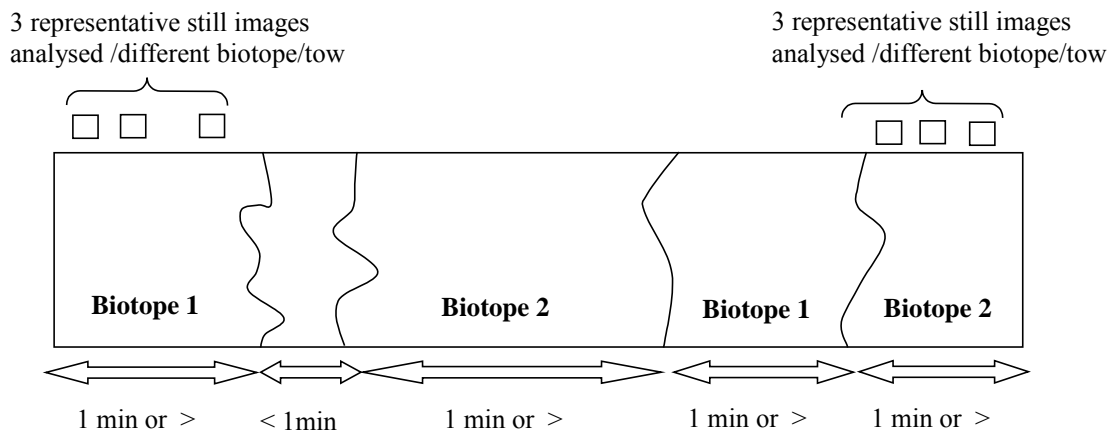 3 representative still images
analysed /different biotope/tow
3 representative still images
analysed /different biotope/tow
Biotope 1
Biotope 2
Biotope 1
Biotope 2
1 min or >
< 1min
1 min or >
1 min or >
1 min or >